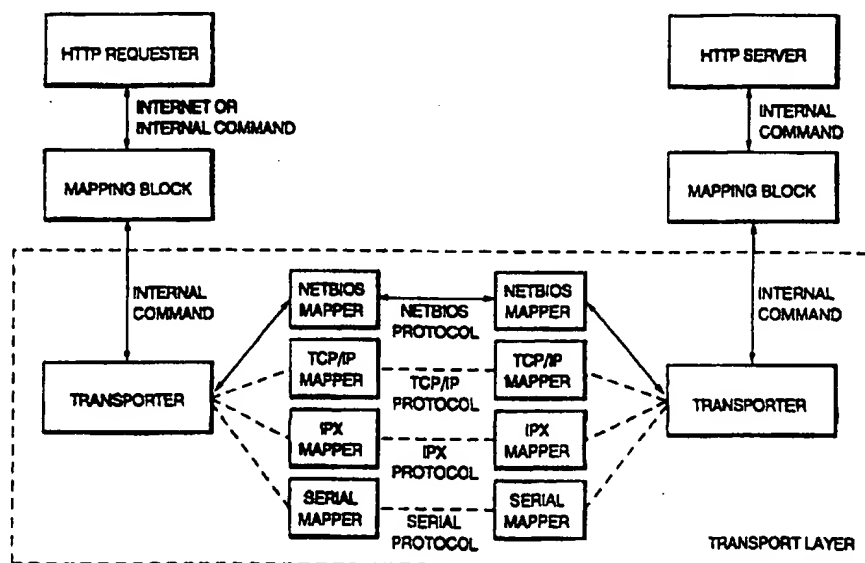 HTTP REQUESTER
HTTP SERVER
INTERNET OR
INTERNAL COMMAND
INTERNAL
COMMAND
MAPPING BLOCK
MAPPING BLOCK
INTERNAL
COMMAND
NETBIOS
MAPPER
NETBIOS
PROTOCOL
NETBIOS
MAPPER
INTERNAL
COMMAND
TRANSPORTER
TCP/IP
MAPPER
TCP/IP
PROTOCOL
TCP/IP
MAPPER
TRANSPORTER
IPX
MAPPER
IPX
PROTOCOL
IPX
MAPPER
SERIAL
MAPPER
SERIAL
PROTOCOL
SERIAL
MAPPER
TRANSPORT LAYER